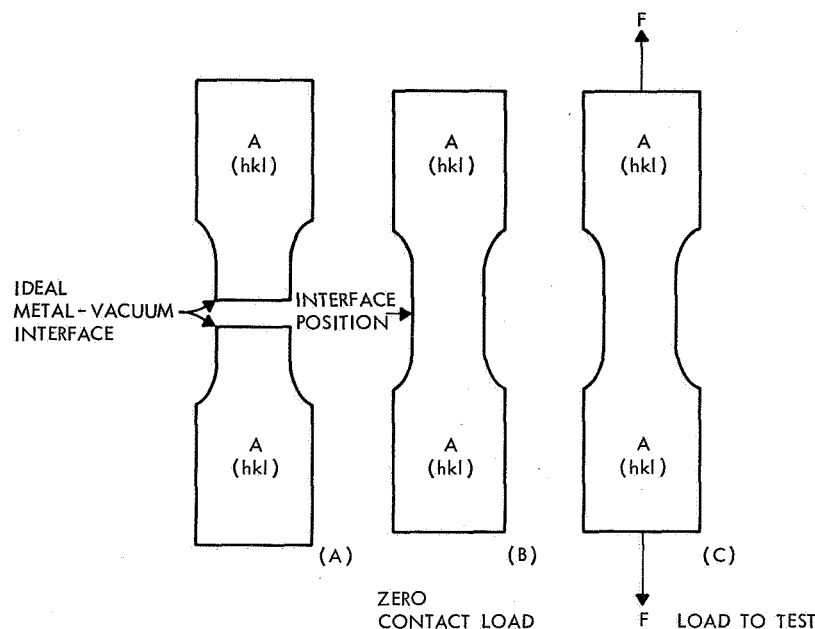 F
A
(hkl)
A
(hkl)
A
(hkl)
IDEAL
METAL-VACUUM
INTERFACE
INTERFACE
POSITION
A
(hkl)
A
(hkl)
A
(hkl)
(A)
(B)
(C)
ZERO
CONTACT LOAD
F
LOAD TO TEST